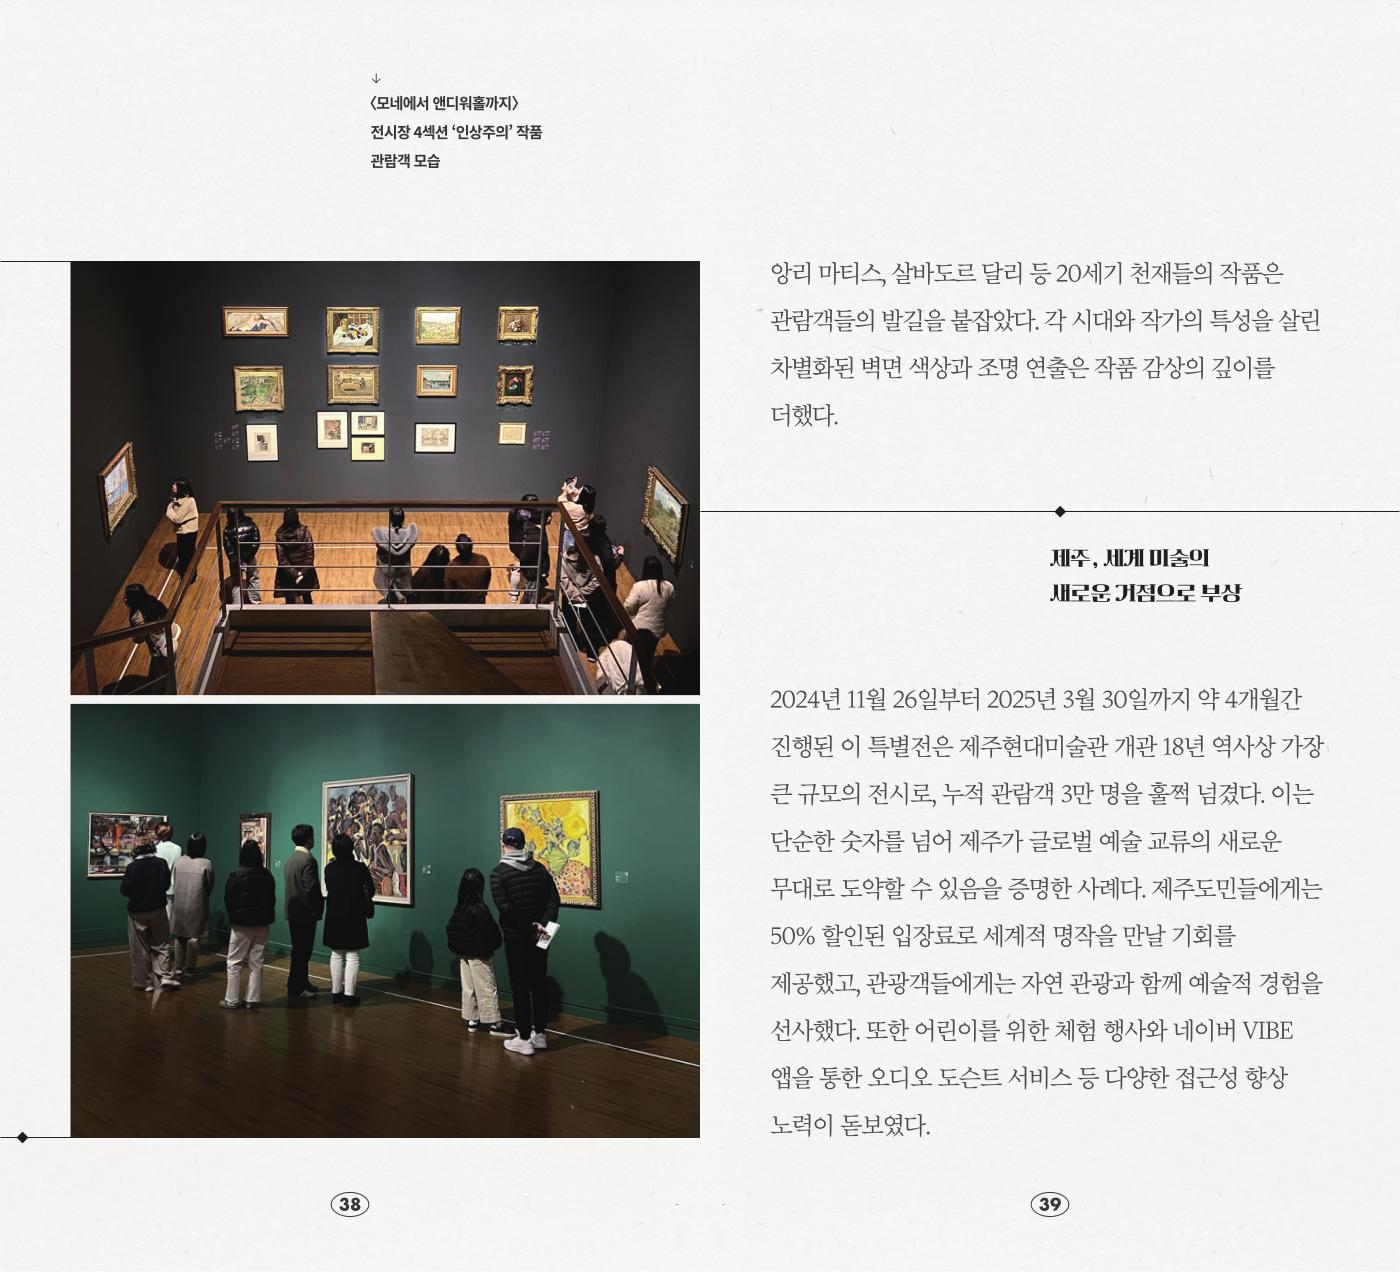 ↓
〈모네에서 앤디워홀까지〉
전시장 4섹션 ‘인상주의’ 작품
관람객 모습
앙리 마티스, 살바도르 달리 등 20세기 천재들의 작품은
관람객들의 발길을 붙잡았다. 각 시대와 작가의 특성을 살린
차별화된 벽면 색상과 조명 연출은 작품 감상의 깊이를
더했다.
제주, 세계 미술의
새로운 거점으로 부상
2024년 11월 26일부터 2025년 3월 30일까지 약 4개월간
진행된 이 특별전은 제주현대미술관 개관 18년 역사상 가장
큰 규모의 전시로, 누적 관람객 3만 명을 훌쩍 넘겼다. 이는
단순한 숫자를 넘어 제주가 글로벌 예술 교류의 새로운
무대로 도약할 수 있음을 증명한 사례다. 제주도민들에게는
50% 할인된 입장료로 세계적 명작을 만날 기회를
제공했고, 관광객들에게는 자연 관광과 함께 예술적 경험을
선사했다. 또한 어린이를 위한 체험 행사와 네이버 VIBE
앱을 통한 오디오 도슨트 서비스 등 다양한 접근성 향상
노력이 돋보였다.
38
39